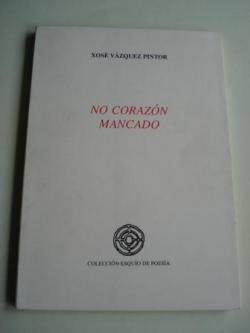 XOSÉ VÁZQUEZ PINTOR
NO CORAZÓN
MANCADO
COLECCIÓN ESQUÍO DE POESÍA